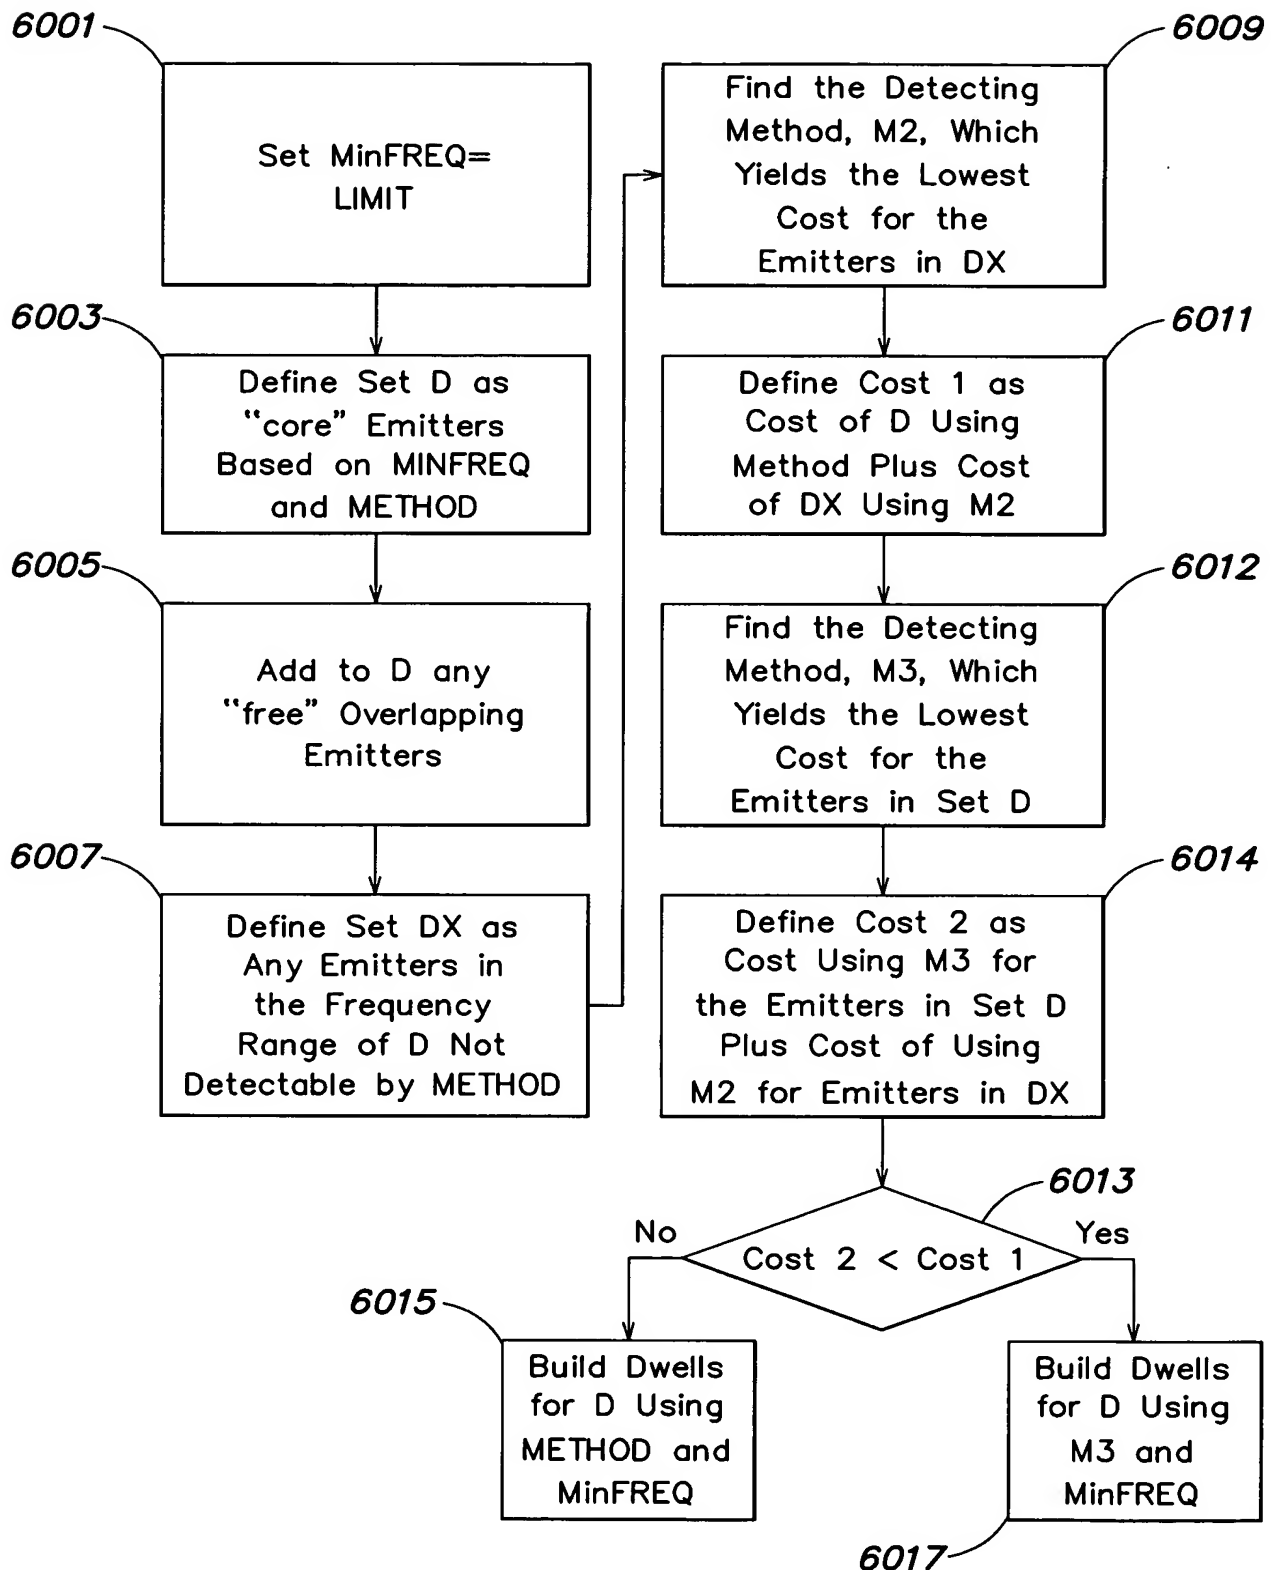 6001
Set MinFREQ=
LIMIT
6003
Define Set D as
"core" Emitters
Based on MINFREQ
and METHOD
6005
Add to D any
"free" Overlapping
Emitters
6007
Define Set DX as
Any Emitters in
the Frequency
Range of D Not
Detectable by METHOD
6009
Find the Detecting
Method, M2, Which
Yields the Lowest
Cost for the
Emitters in DX
6011
Define Cost 1 as
Cost of D Using
Method Plus Cost
of DX Using M2
6012
Find the Detecting
Method, M3, Which
Yields the Lowest
Cost for the
Emitters in Set D
6014
Define Cost 2 as
Cost Using M3 for
the Emitters in Set D
Plus Cost of Using
M2 for Emitters in DX
6013
No
Cost 2 < Cost 1
Yes
6015
Build Dwells
for D Using
METHOD and
MinFREQ
Build Dwells
for D Using
M3 and
MinFREQ
6017